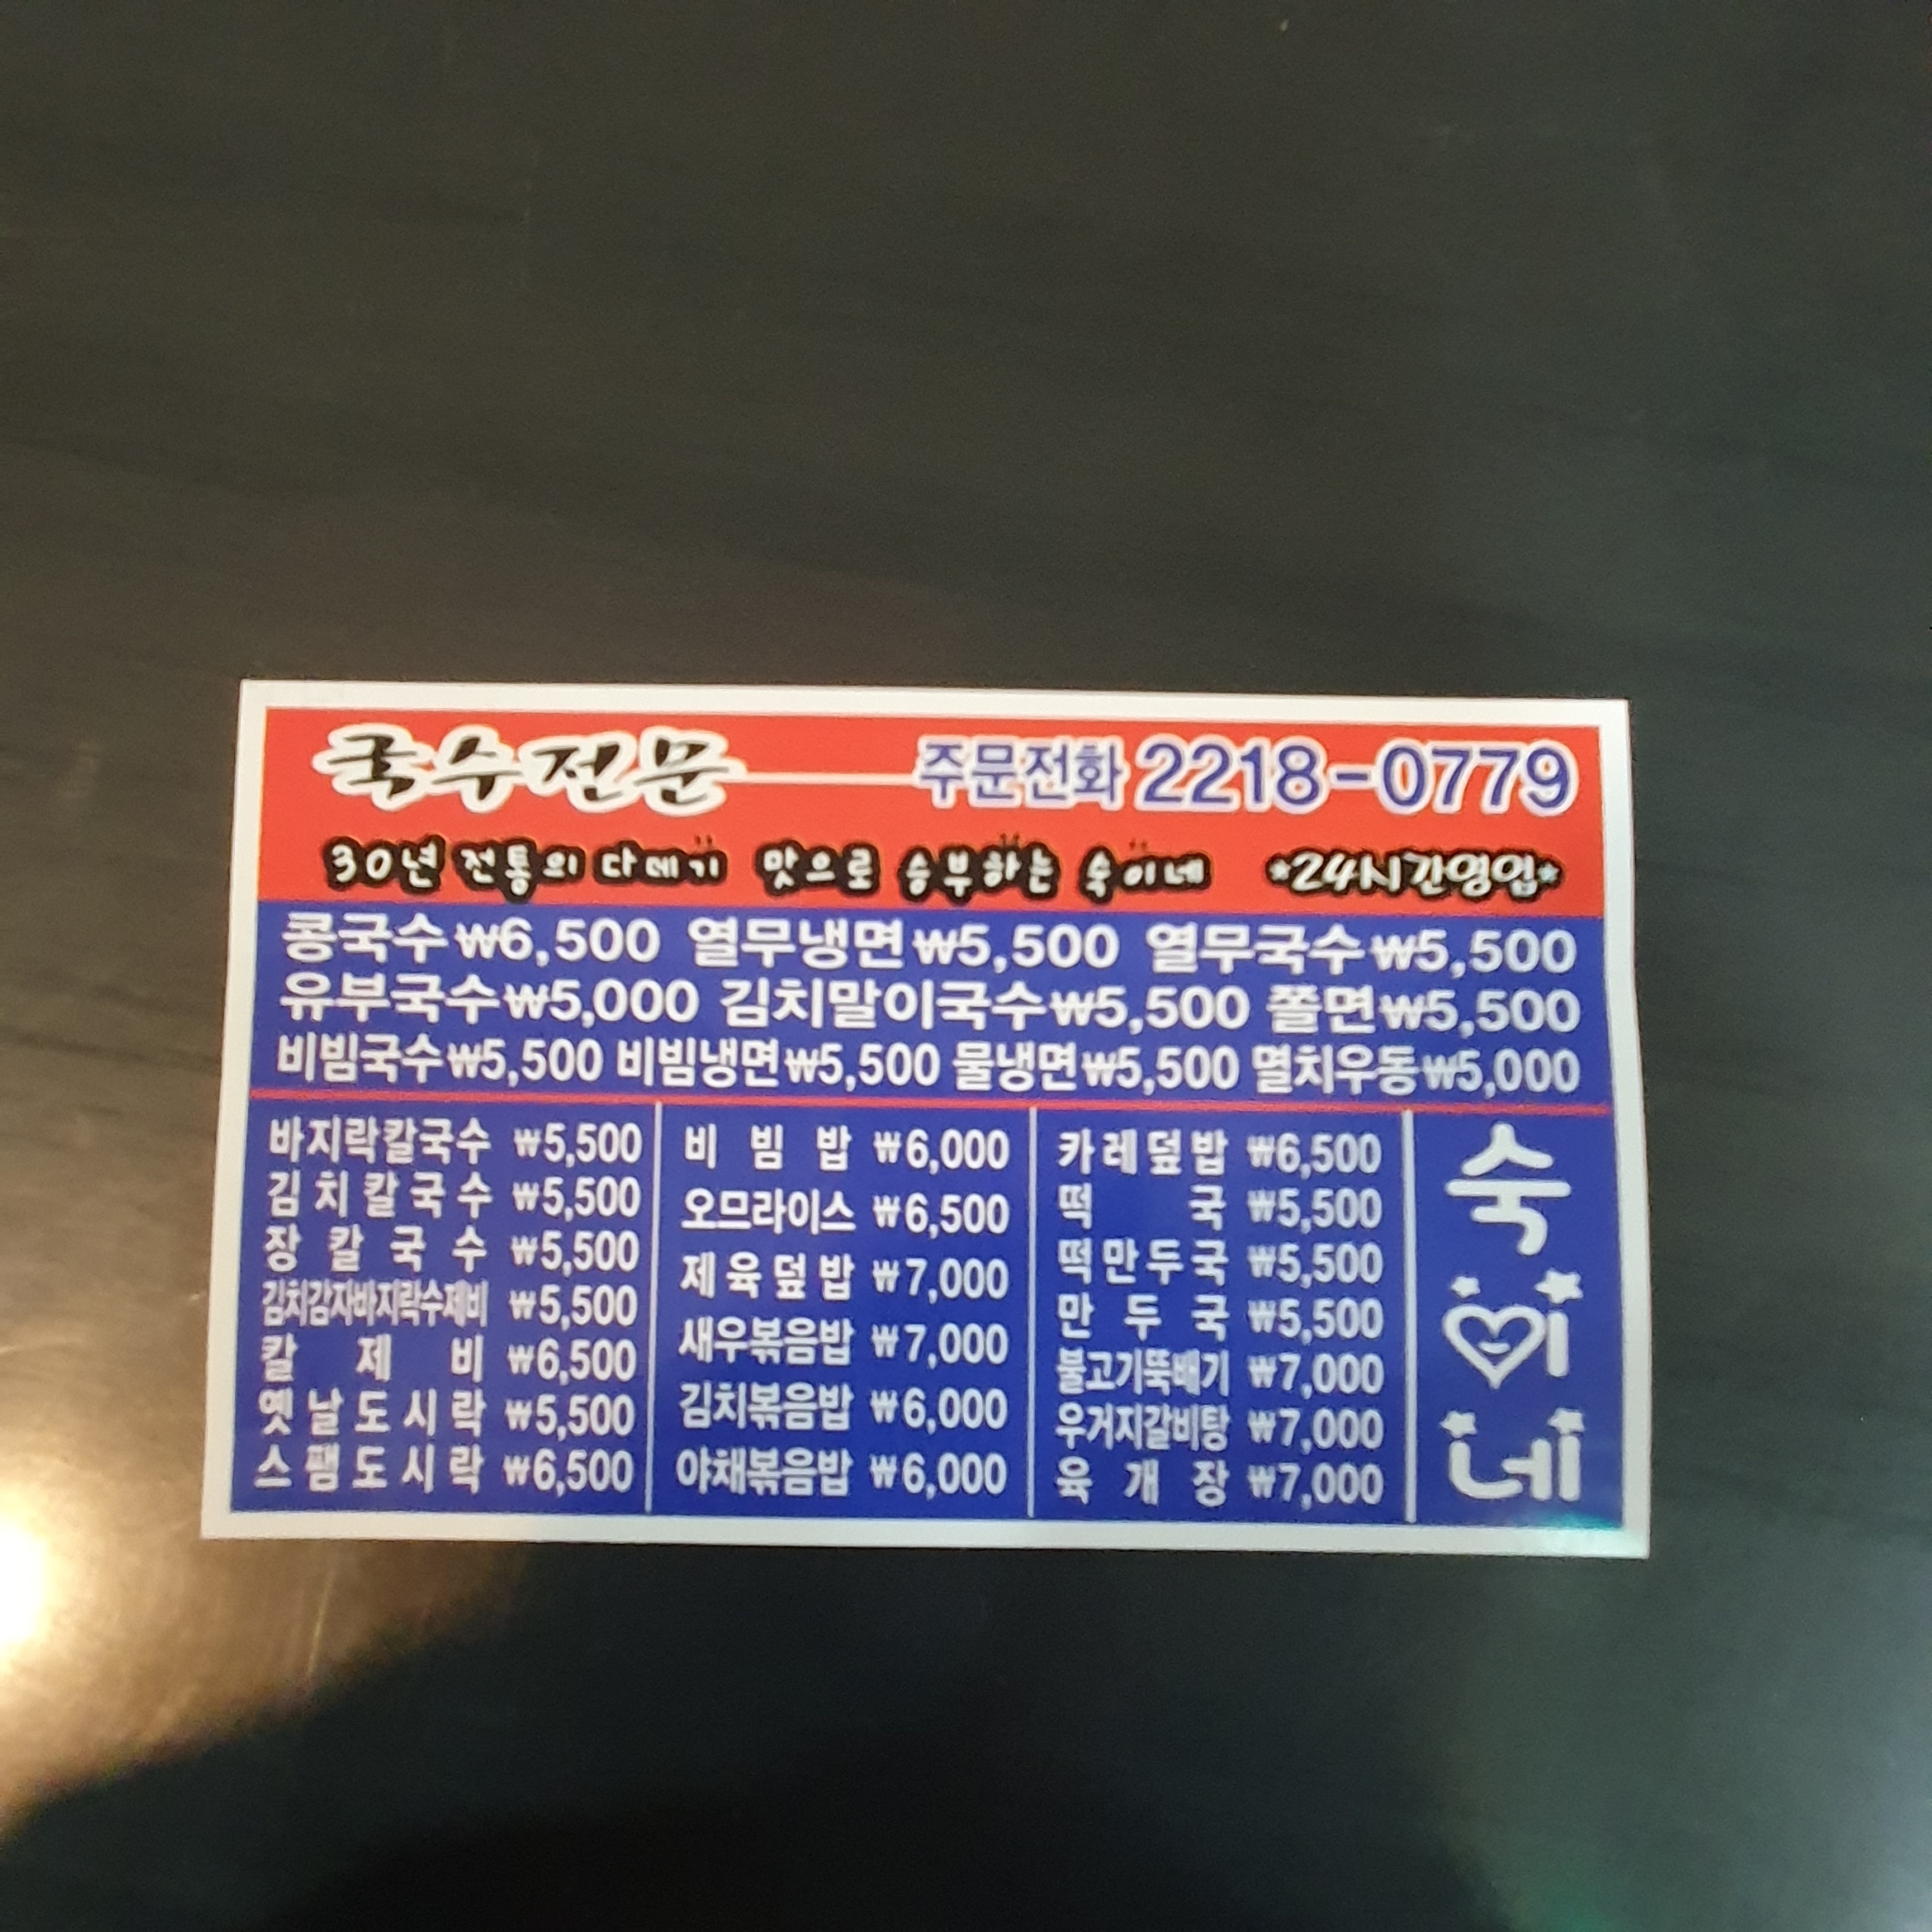 국수전문 주문전화 2218-0779
30년 전통의 다데기 맛으로 승부하는 숙이네 *24시간영업*
콩국수₩6,500 열무냉면₩5,500 열무국수₩5,500
유부국수₩5,000 김치말이국수₩5,500 쫄면₩5,500
비빔국수₩5,500 비빔냉면₩5,500 물냉면₩5,500 멸치우동₩5,000
바지락칼국수 ₩5,500
김치칼국수 ₩5,500
장칼국수 ₩5,500
김치감자바지락수제비 ₩5,500
칼제비 ₩6,500
옛날도시락 ₩5,500
스팸도시락 ₩6,500
비빔밥 ₩6,000
오므라이스 ₩6,500
제육덮밥 ₩7,000
새우볶음밥 ₩7,000
김치볶음밥 ₩6,000
야채볶음밥 ₩6,000
카레덮밥 ₩6,500
떡국 ₩5,500
떡만두국 ₩5,500
만두국 ₩5,500
불고기뚝배기 ₩7,000
우거지갈비탕 ₩7,000
육개장 ₩7,000
숙
이
네